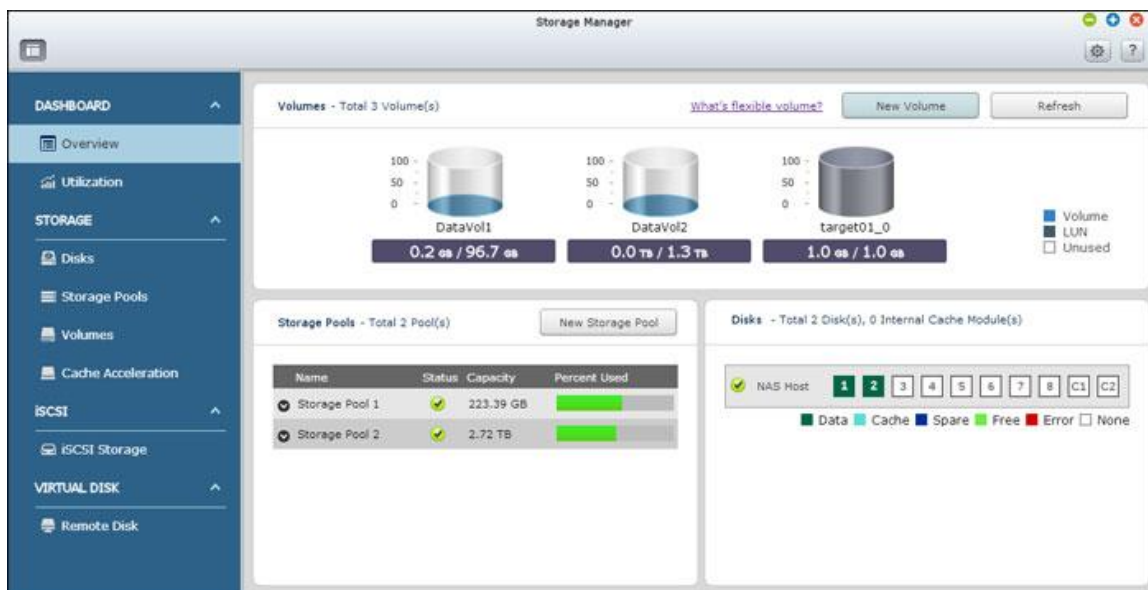 Storage Manager
?
DASHBOARD
Overview
Utilization
STORAGE
Disks
Storage Pools
Volumes
Cache Acceleration
iSCSI
iSCSI Storage
VIRTUAL DISK
Remote Disk
Volumes - Total 3 Volume(s)
What's flexible volume?
New Volume
Refresh
100
50
0
DataVol1
0.2 GB / 96.7 GB
100
50
0
DataVol2
0.0 TB / 1.3 TB
100
50
0
target01_0
1.0 GB / 1.0 GB
Volume
LUN
Unused
Storage Pools - Total 2 Pool(s)
New Storage Pool
Name Status Capacity Percent Used
Storage Pool 1 223.39 GB
Storage Pool 2 2.72 TB
Disks - Total 2 Disk(s), 0 Internal Cache Module(s)
NAS Host 1 2 3 4 5 6 7 8 C1 C2
Data Cache Spare Free Error None